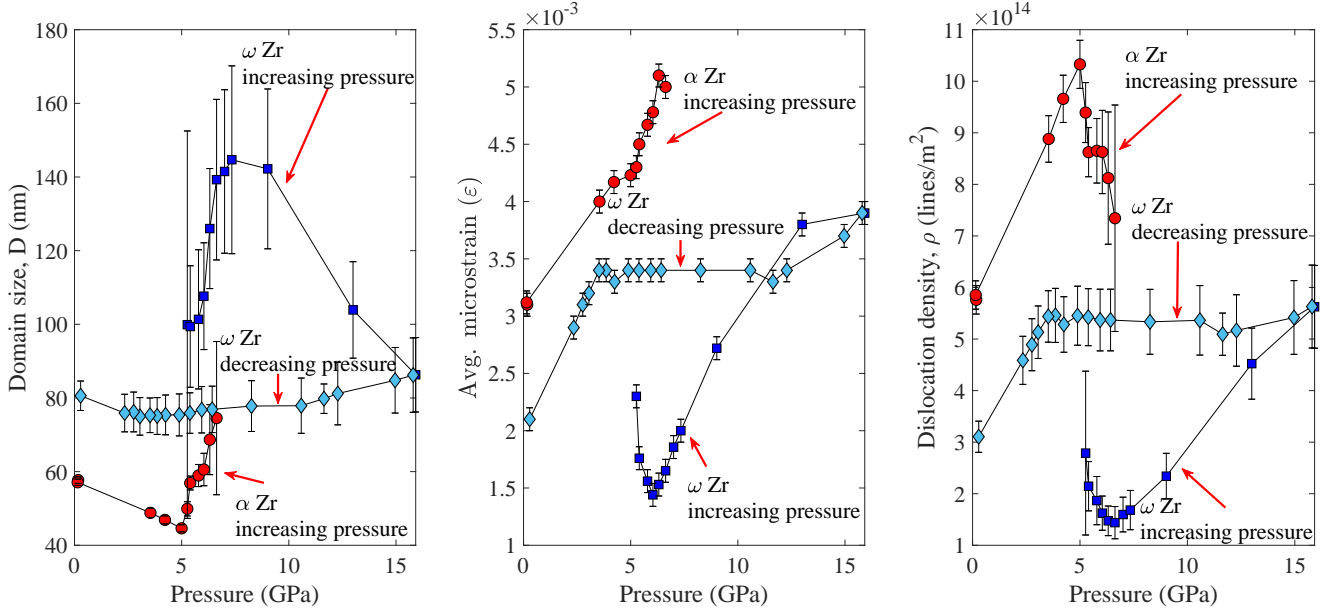 180
160
140
120
100
80
60
40
0
5
10
15
Domain size, D (nm)
Pressure (GPa)
ω Zr
increasing pressure
ω Zr
decreasing pressure
α Zr
increasing pressure
×10⁻³
5.5
5
4.5
4
3.5
3
2.5
2
1.5
1
0
5
10
15
Avg. microstrain (ε)
Pressure (GPa)
α Zr
increasing pressure
ω Zr
decreasing pressure
ω Zr
increasing pressure
×10¹⁴
11
10
9
8
7
6
5
4
3
2
1
0
5
10
15
Dislocation density, ρ (lines/m²)
Pressure (GPa)
α Zr
increasing pressure
ω Zr
decreasing pressure
ω Zr
increasing pressure